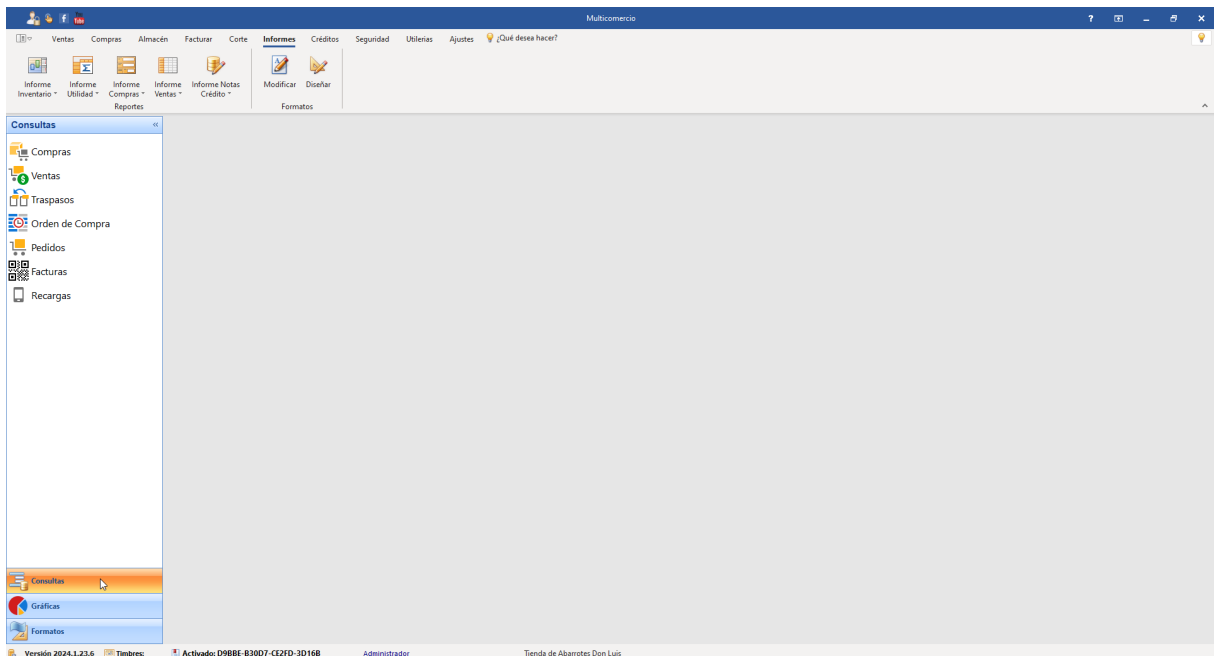 Multicomercio
Ventas Compras Almacén Facturar Corte Informes Créditos Seguridad Utilerias Ajustes ¿Qué desea hacer?
Informe Inventario
Informe Utilidad
Informe Compras
Informe Ventas
Informe Notas Crédito
Modificar
Diseñar
Reportes
Formatos
Consultas
Compras
Ventas
Traspasos
Orden de Compra
Pedidos
Facturas
Recargas
Consultas
Gráficas
Formatos
Versión 2024.1.23.6 Timbres: Activado: D9BBE-B30D7-CE2FD-3D16B Administrador Tienda de Abarrotes Don Luis